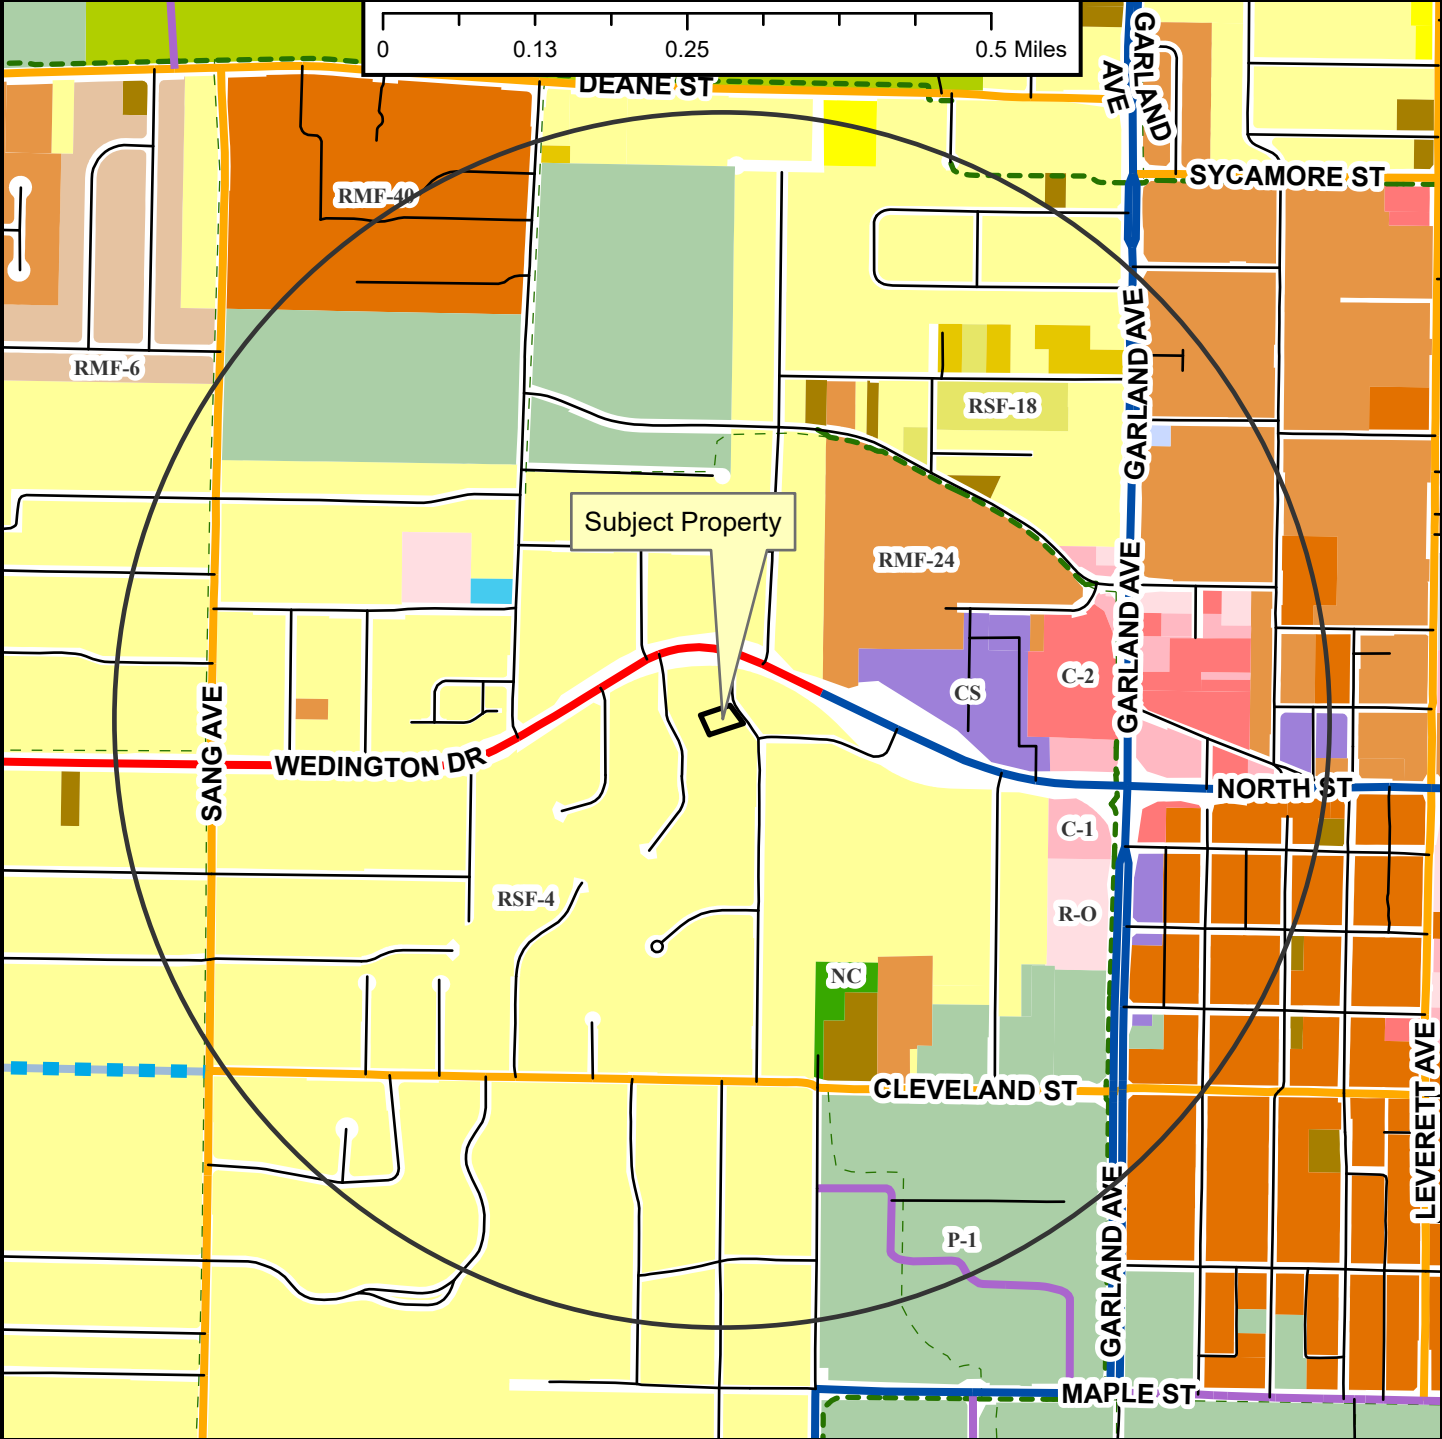 0 0.13 0.25 0.5 Miles
DEANE ST
GARLAND AVE
SYCAMORE ST
RMF-40
RMF-6
GARLAND AVE
RSF-18
Subject Property
RMF-24
GARLAND AVE
C-2
CS
SANG AVE
WEDINGTON DR
NORTH ST
C-1
RSF-4
R-O
NC
LEVERETT AVE
CLEVELAND ST
GARLAND AVE
P-1
MAPLE ST